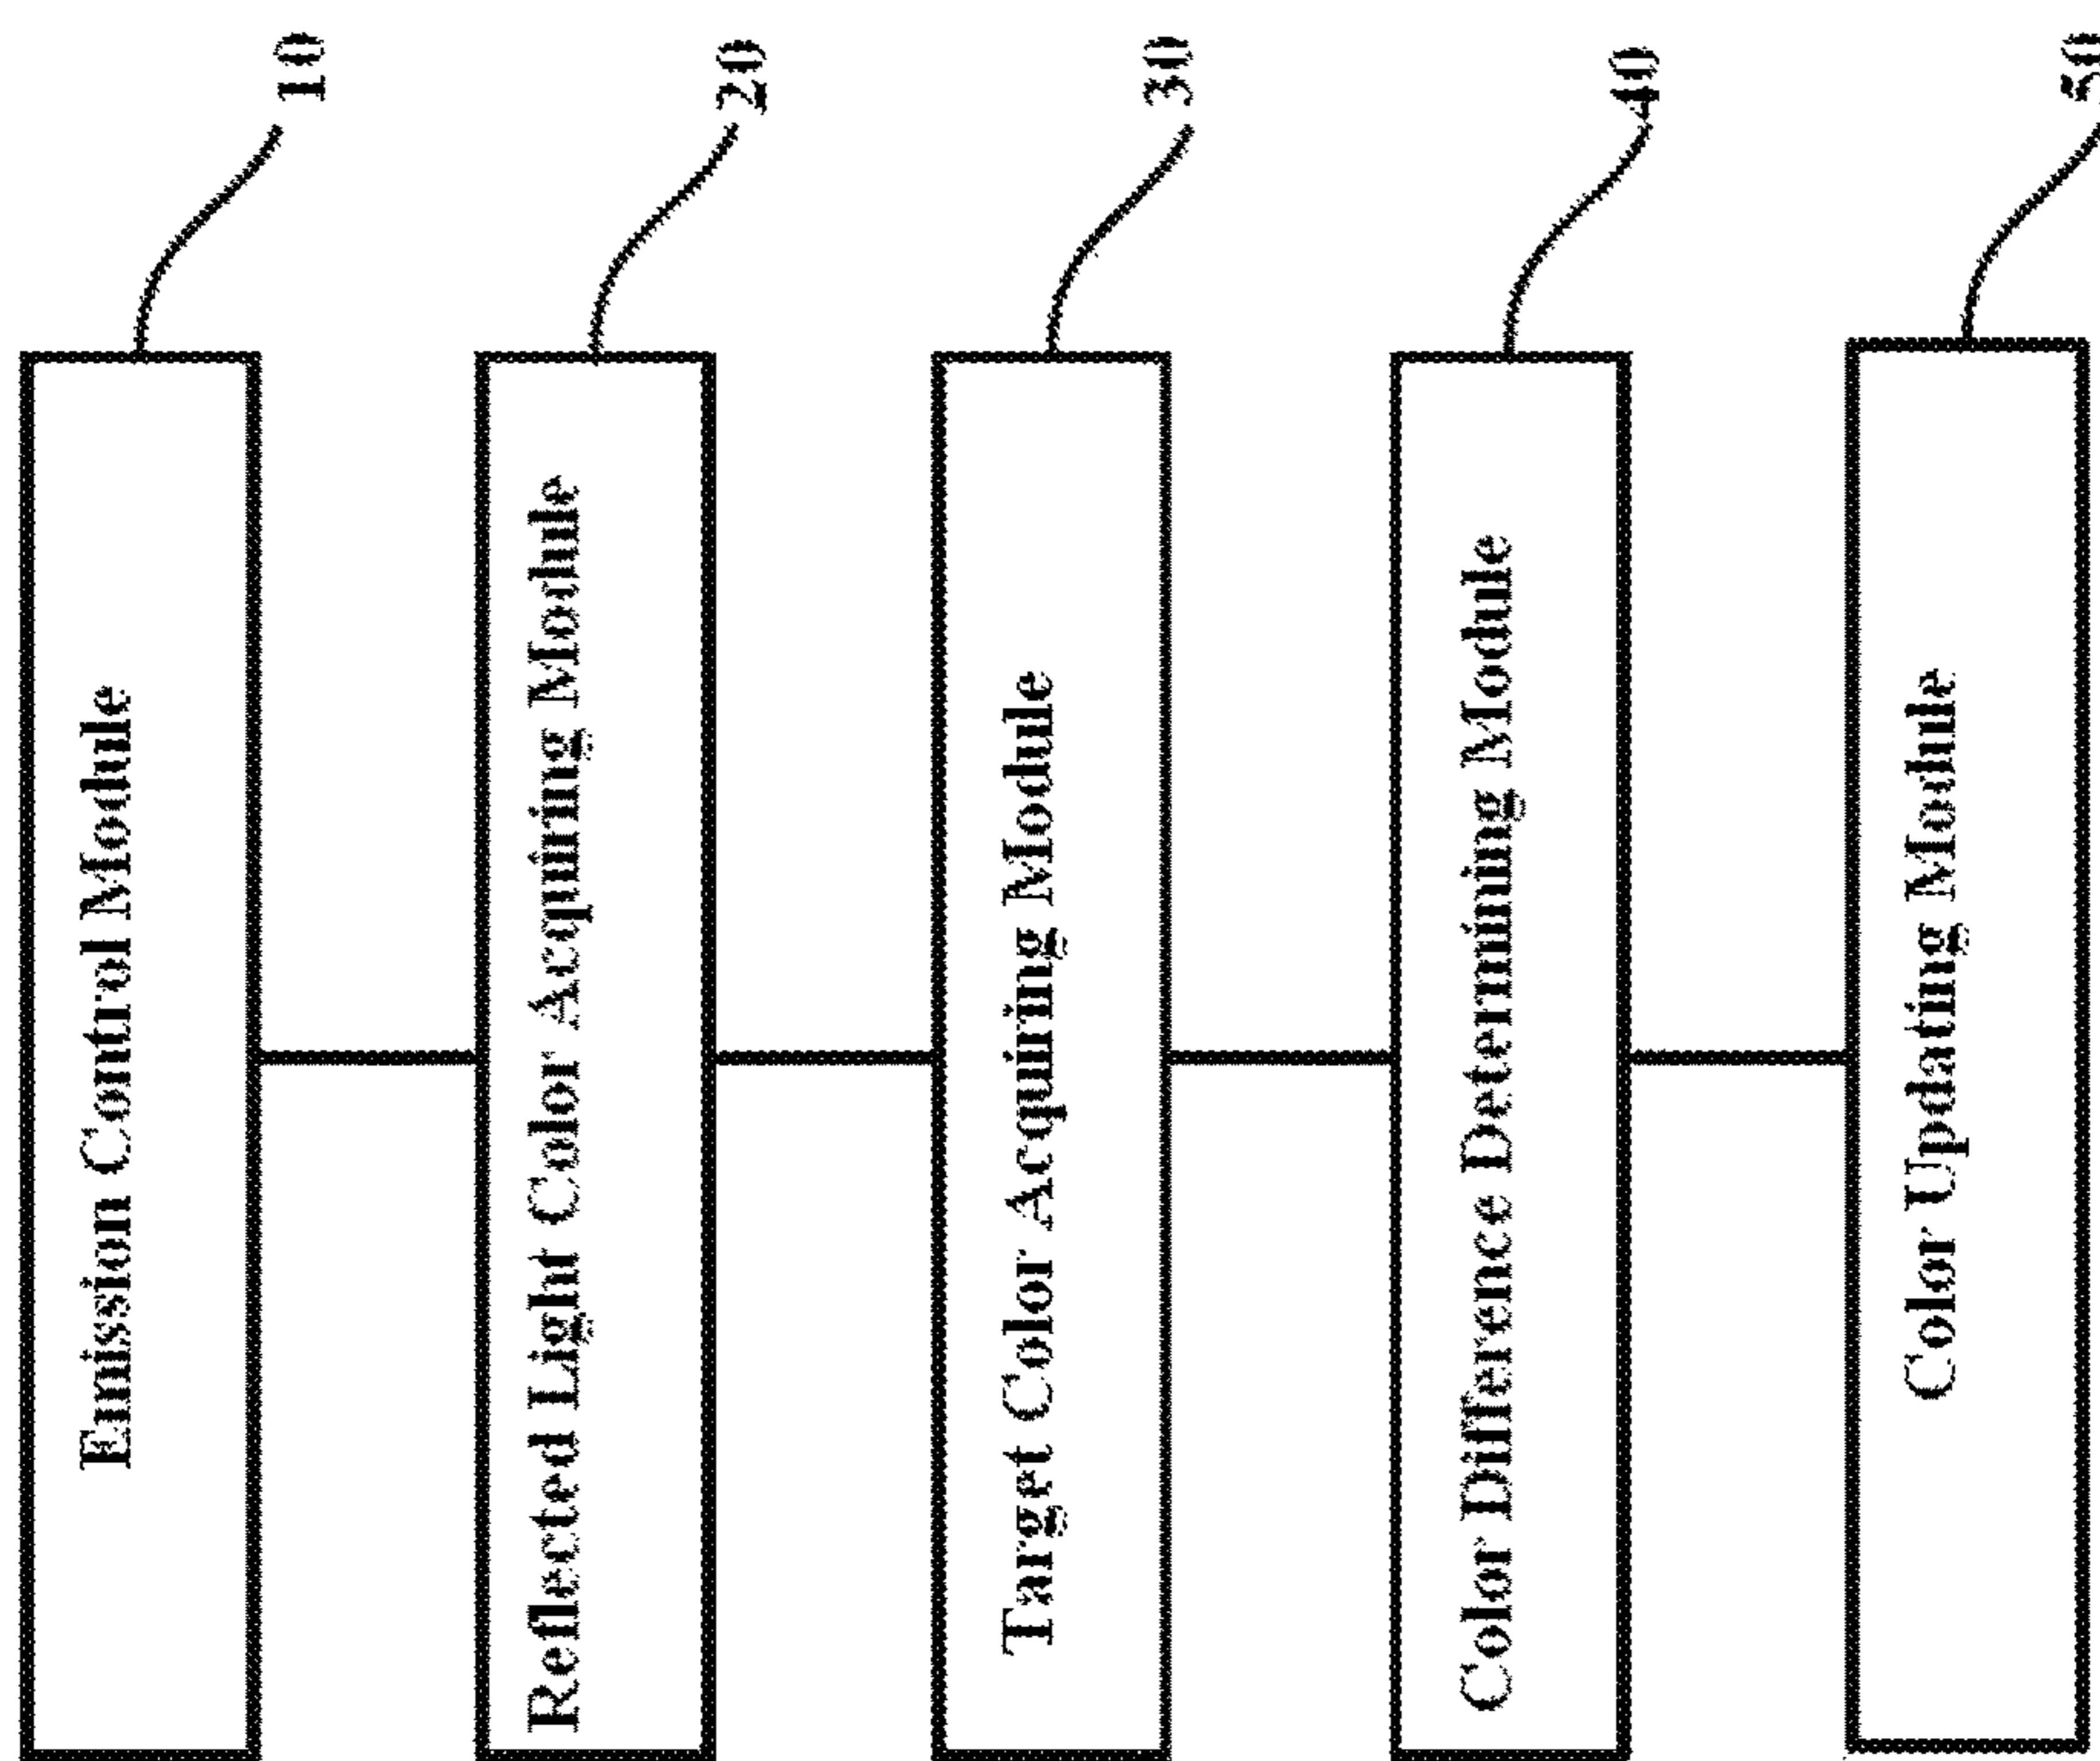 Emission Control Module
10
Reflected Light Color Acquiring Module
20
Target Color Acquiring Module
30
Color Difference Determining Module
40
Color Updating Module
50